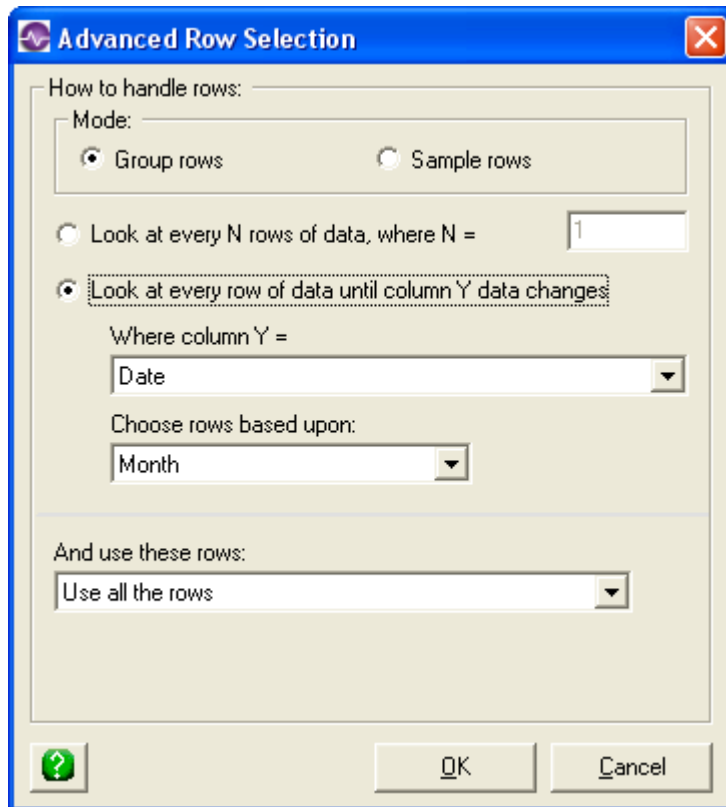 Advanced Row Selection
How to handle rows:
Mode:
Group rows Sample rows
Look at every N rows of data, where N = 1
Look at every row of data until column Y data changes
Where column Y =
Date
Choose rows based upon:
Month
And use these rows:
Use all the rows
? OK Cancel